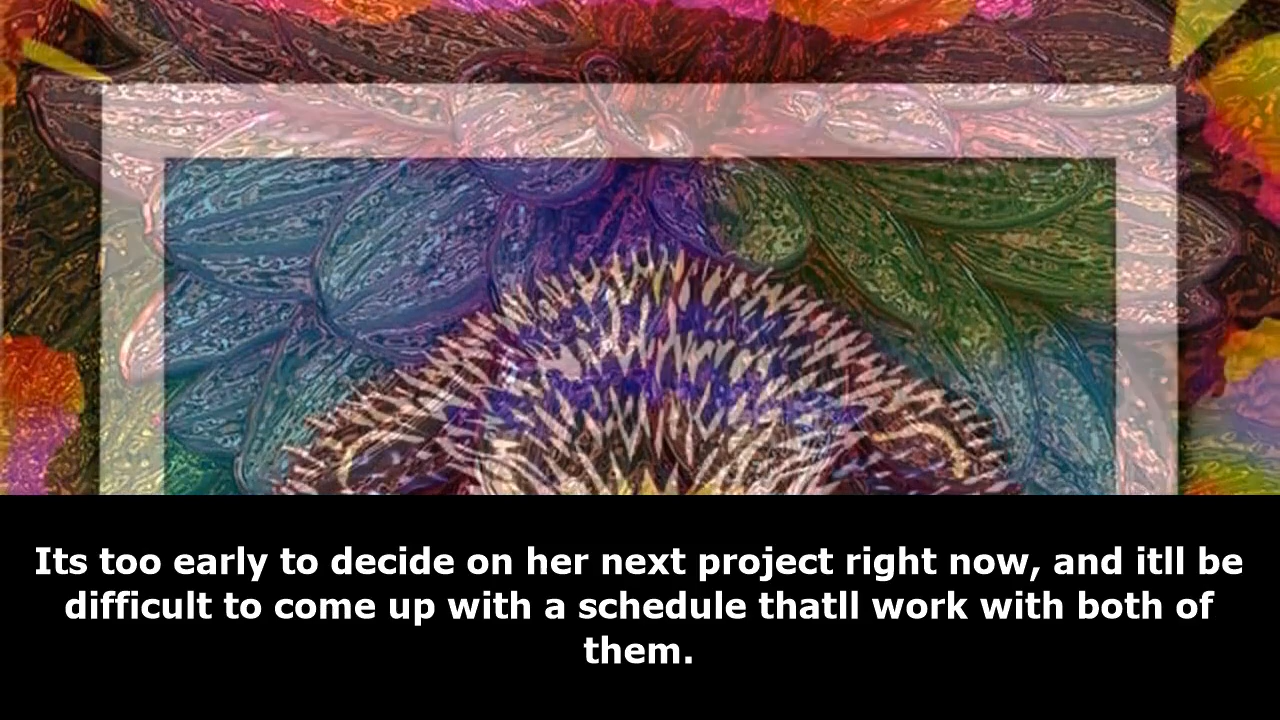 Its too early to decide on her next project right now, and itll be
difficult to come up with a schedule thatll work with both of
them.